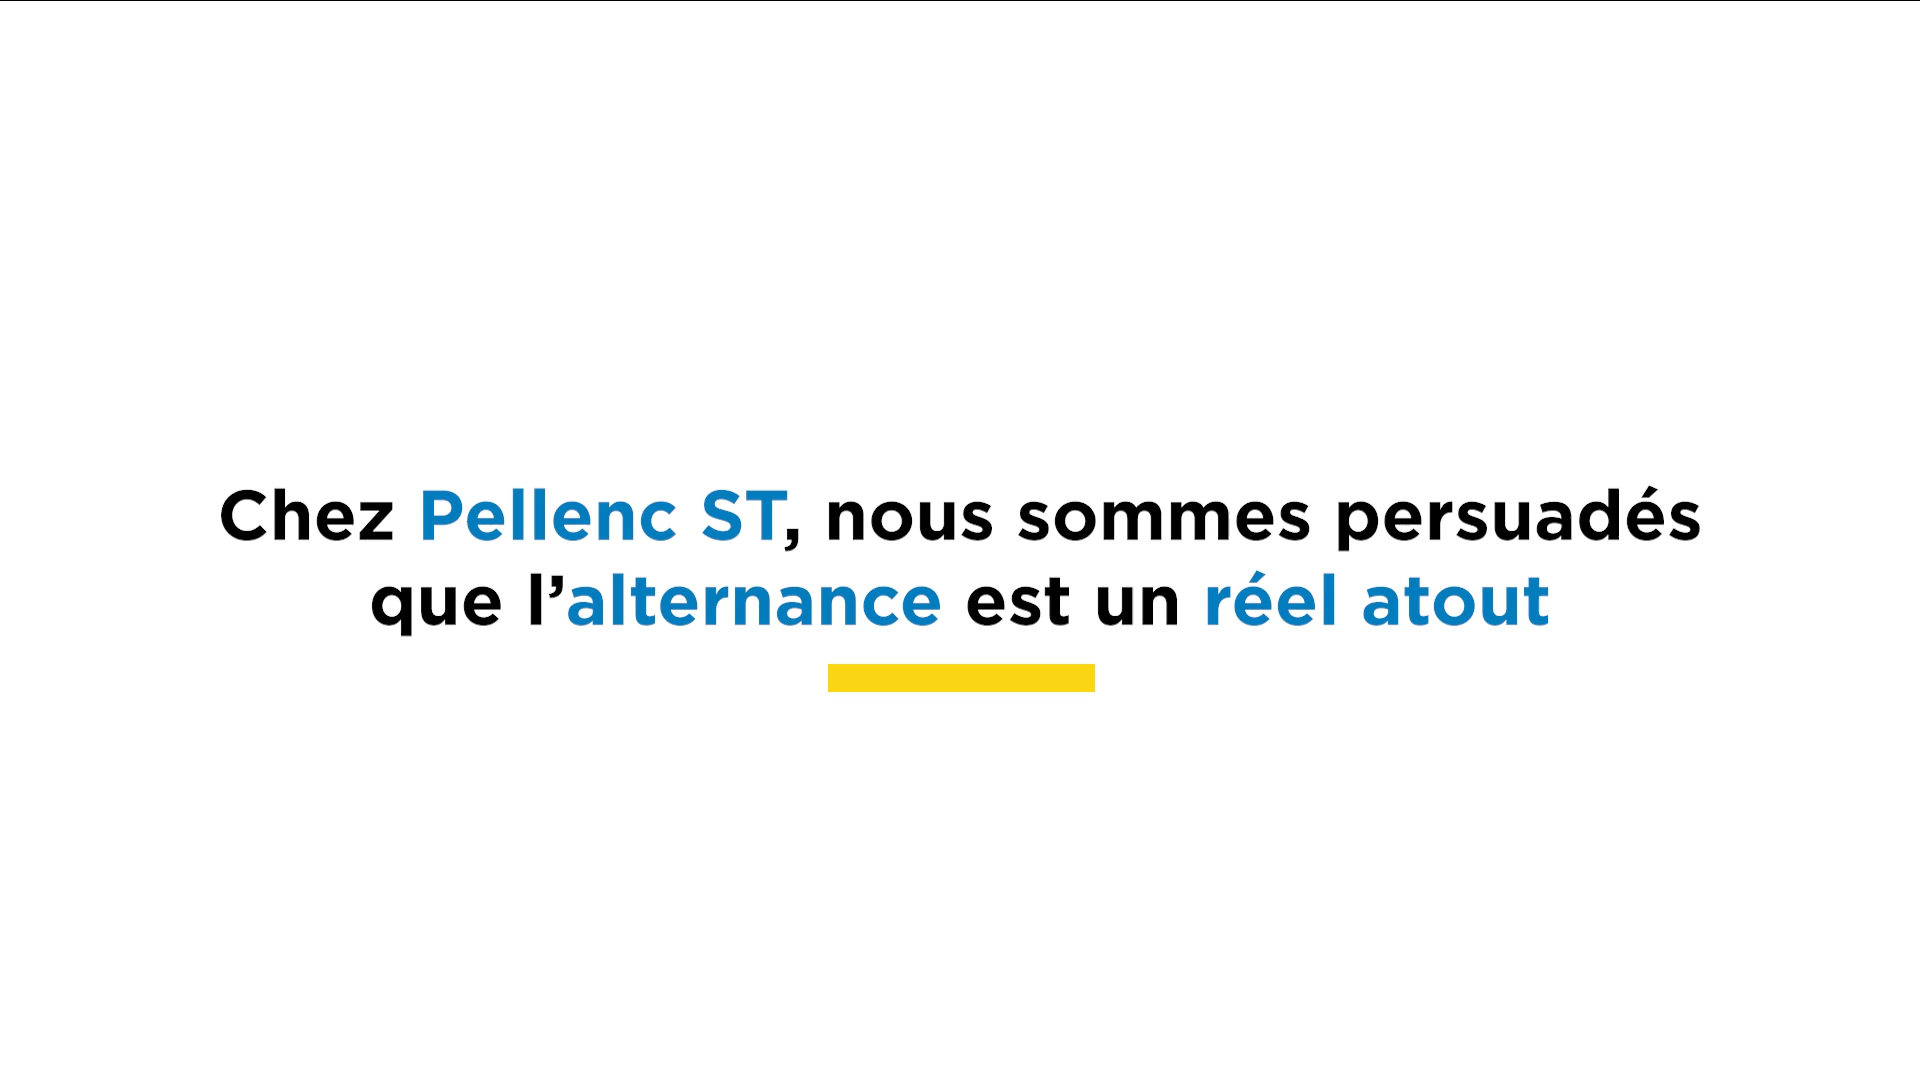 Chez Pellenc ST, nous sommes persuadés
que l’alternance est un réel atout